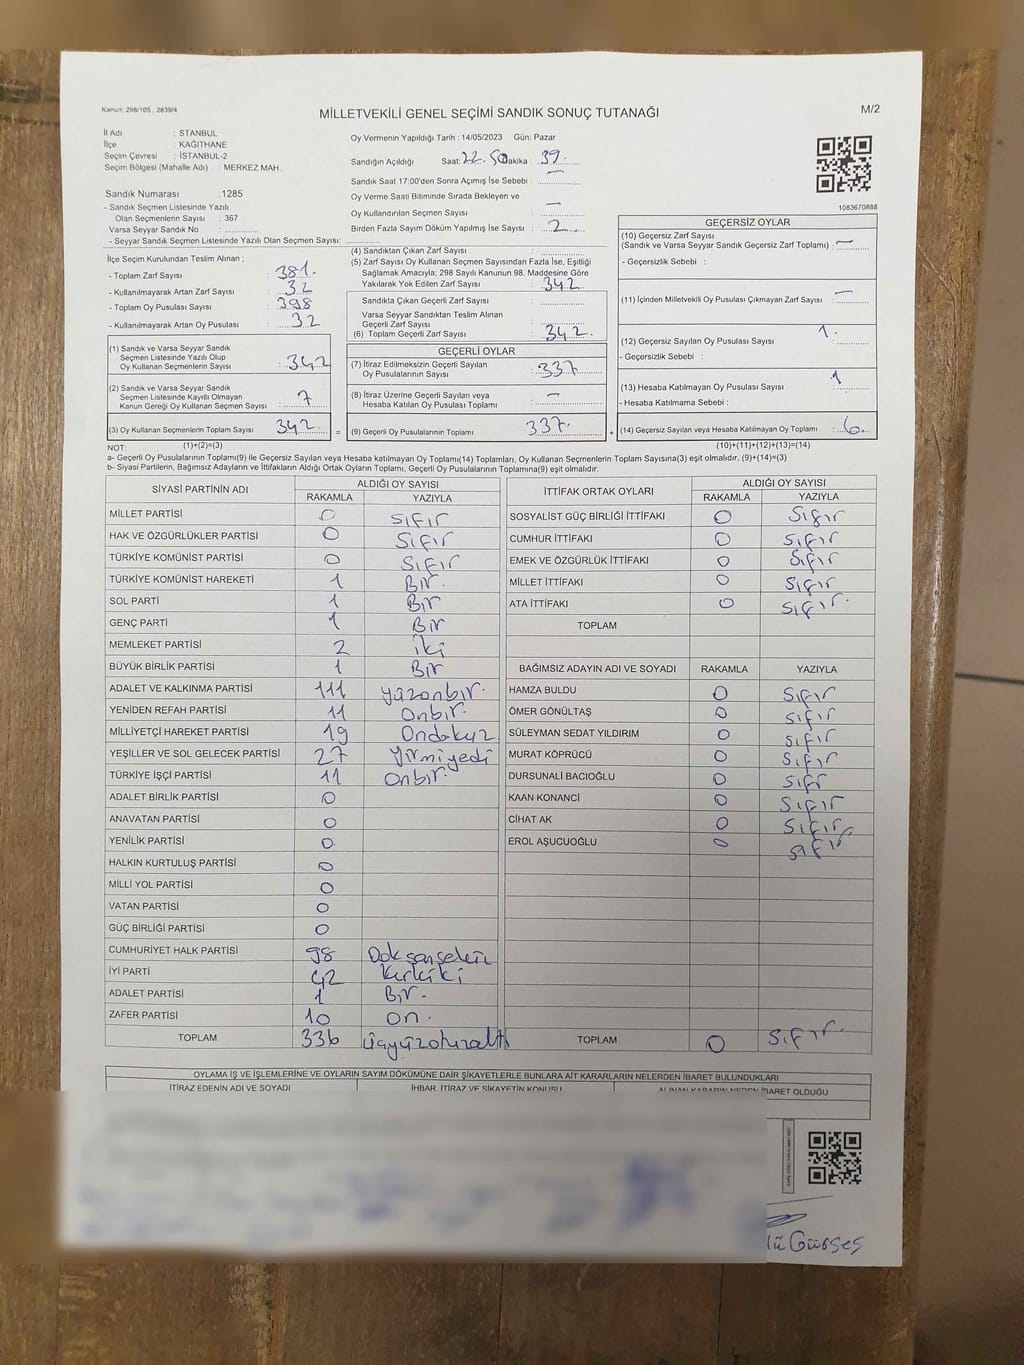 Kanun; 298/105 , 2839/4
MİLLETVEKİLİ GENEL SEÇİMİ SANDIK SONUÇ TUTANAĞI
M/2
İl Adı : STANBUL
İlçe : KAĞITHANE
Seçim Çevresi : İSTANBUL-2
Seçim Bölgesi (Mahalle Adı) : MERKEZ MAH.
Sandık Numarası :1285
- Sandık Seçmen Listesinde Yazılı
Olan Seçmenlerin Sayısı : 367
Varsa Seyyar Sandık No : ..............
- Seyyar Sandık Seçmen Listesinde Yazılı Olan Seçmen Sayısı: ..............
Oy Vermenin Yapıldığı Tarih : 14/05/2023 Gün: Pazar
Sandığın Açıldığı Saat: 22.50 Dakika : 39.
Sandık Saat 17:00'den Sonra Açımış İse Sebebi : —
Oy Verme Saati Bitiminde Sırada Bekleyen ve
Oy Kullandırılan Seçmen Sayısı : —
Birden Fazla Sayım Döküm Yapılmış İse Sayısı : 2
1083670888
İlçe Seçim Kurulundan Teslim Alınan ;
- Toplam Zarf Sayısı : 381.
- Kullanılmayarak Artan Zarf Sayısı : 32
- Toplam Oy Pusulası Sayısı : 398
- Kullanılmayarak Artan Oy Pusulası : 32
(4) Sandıktan Çıkan Zarf Sayısı : ..............
(5) Zarf Sayısı Oy Kullanan Seçmen Sayısından Fazla İse, Eşitliği
Sağlamak Amacıyla; 298 Sayılı Kanunun 98. Maddesine Göre
Yakılarak Yok Edilen Zarf Sayısı : 342
Sandıkta Çıkan Geçerli Zarf Sayısı : ..............
Varsa Seyyar Sandıktan Teslim Alınan
Geçerli Zarf Sayısı : ..............
(6) Toplam Geçerli Zarf Sayısı : 342.
GEÇERSİZ OYLAR
(10) Geçersiz Zarf Sayısı
(Sandık ve Varsa Seyyar Sandık Geçersiz Zarf Toplamı) : —
- Geçersizlik Sebebi :
(11) İçinden Milletvekili Oy Pusulası Çıkmayan Zarf Sayısı : —
(12) Geçersiz Sayılan Oy Pusulası Sayısı : 1.
- Geçersizlik Sebebi :
(13) Hesaba Katılmayan Oy Pusulası Sayısı : 1
- Hesaba Katılmama Sebebi :
(14) Geçersiz Sayılan veya Hesaba Katılmayan Oy Toplamı : 6.
(1) Sandık ve Varsa Seyyar Sandık
Seçmen Listesinde Yazılı Olup
Oy Kullanan Seçmenlerin Sayısı : 342
(2) Sandık ve Varsa Seyyar Sandık
Seçmen Listesinde Kayıtlı Olmayan
Kanun Gereği Oy Kullanan Seçmen Sayısı : 7
(3) Oy Kullanan Seçmenlerin Toplam Sayısı : 342. =
GEÇERLİ OYLAR
(7) İtiraz Edilmeksizin Geçerli Sayılan
Oy Pusulalarının Sayısı : 337
(8) İtiraz Üzerine Geçerli Sayılan veya
Hesaba Katılan Oy Pusulası Toplamı : —
(9) Geçerli Oy Pusulalarının Toplamı : 337. +
NOT: (1)+(2)=(3) (10)+(11)+(12)+(13)=(14)
a- Geçerli Oy Pusulalarının Toplamı(9) ile Geçersiz Sayılan veya Hesaba katılmayan Oy Toplamı(14) Toplamları, Oy Kullanan Seçmenlerin Toplam Sayısına(3) eşit olmalıdır. (9)+(14)=(3)
b- Siyasi Partilerin, Bağımsız Adayların ve İttifakların Aldığı Ortak Oyların Toplamı, Geçerli Oy Pusulalarının Toplamına(9) eşit olmalıdır.
SİYASİ PARTİNİN ADI ALDIĞI OY SAYISI
RAKAMLA YAZIYLA
MİLLET PARTİSİ 0 Sıfır
HAK VE ÖZGÜRLÜKLER PARTİSİ 0 Sıfır
TÜRKİYE KOMÜNİST PARTİSİ 0 Sıfır
TÜRKİYE KOMÜNİST HAREKETİ 1 Bir.
SOL PARTİ 1 Bir
GENÇ PARTİ 1 Bir
MEMLEKET PARTİSİ 2 iki
BÜYÜK BİRLİK PARTİSİ 1 Bir
ADALET VE KALKINMA PARTİSİ 111 yüzonbir.
YENİDEN REFAH PARTİSİ 11 Onbir.
MİLLİYETÇİ HAREKET PARTİSİ 19 Ondokuz
YEŞİLLER VE SOL GELECEK PARTİSİ 27 Yirmiyedi
TÜRKİYE İŞÇİ PARTİSİ 11 Onbir.
ADALET BİRLİK PARTİSİ 0
ANAVATAN PARTİSİ 0
YENİLİK PARTİSİ 0
HALKIN KURTULUŞ PARTİSİ 0
MİLLİ YOL PARTİSİ 0
VATAN PARTİSİ 0
GÜÇ BİRLİĞİ PARTİSİ 0
CUMHURİYET HALK PARTİSİ 98 Doksansekiz
İYİ PARTİ 42 Kırkiki
ADALET PARTİSİ 1 Bir.
ZAFER PARTİSİ 10 on.
TOPLAM 336 üçyüzotuzaltı
İTTİFAK ORTAK OYLARI ALDIĞI OY SAYISI
RAKAMLA YAZIYLA
SOSYALİST GÜÇ BİRLİĞİ İTTİFAKI 0 Sıfır
CUMHUR İTTİFAKI 0 Sıfır
EMEK VE ÖZGÜRLÜK İTTİFAKI 0 Sıfır
MİLLET İTTİFAKI 0 Sıfır
ATA İTTİFAKI 0 Sıfır.
TOPLAM
BAĞIMSIZ ADAYIN ADI VE SOYADI RAKAMLA YAZIYLA
HAMZA BULDU 0 Sıfır
ÖMER GÖNÜLTAŞ 0 Sıfır
SÜLEYMAN SEDAT YILDIRIM 0 Sıfır
MURAT KÖPRÜCÜ 0 Sıfır
DURSUNALİ BACIOĞLU 0 Sıfr
KAAN KONANCİ 0 Sıfır
CİHAT AK 0 Sıfır
EROL AŞUCUOĞLU 0 Sıfır
TOPLAM 0 Sıfır.
OYLAMA İŞ VE İŞLEMLERİNE VE OYLARIN SAYIM DÖKÜMÜNE DAİR ŞİKAYETLERLE BUNLARA AİT KARARLARIN NELERDEN İBARET BULUNDUKLARI
İTİRAZ EDENİN ADI VE SOYADI İHBAR, İTİRAZ VE ŞİKAYETİN KONUSU ALINAN KARARIN NEDEN İBARET OLDUĞU